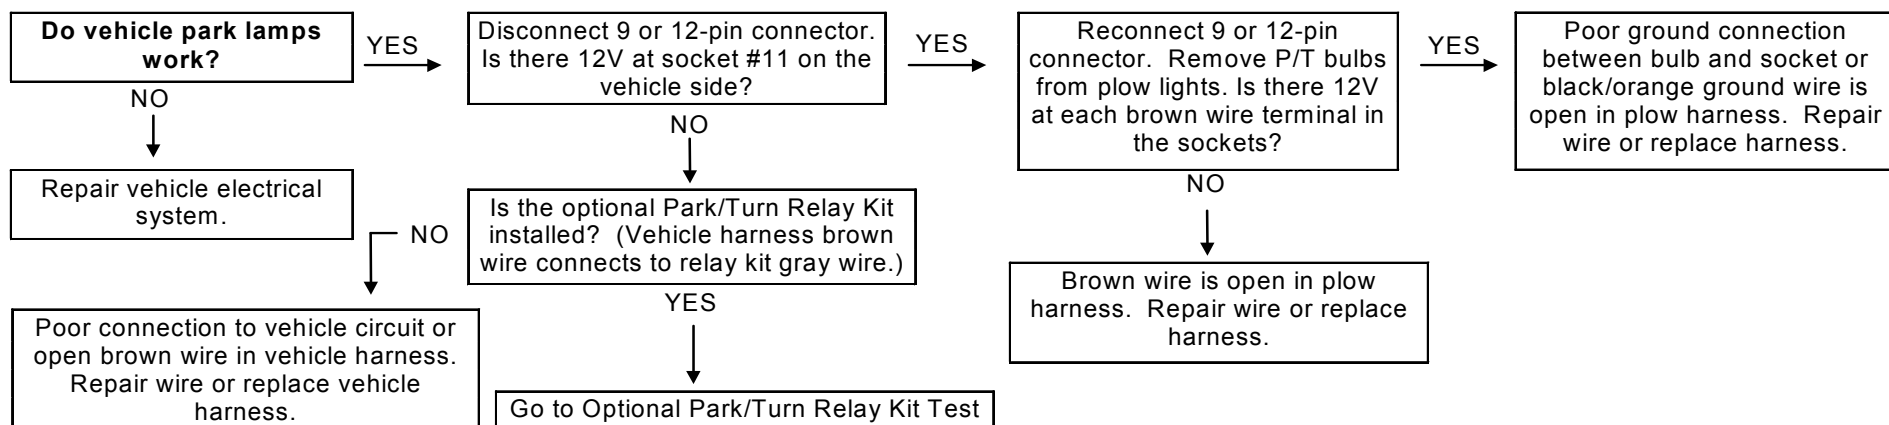 Do vehicle park lamps
work?
YES
Disconnect 9 or 12-pin connector.
Is there 12V at socket #11 on the
vehicle side?
YES
Reconnect 9 or 12-pin
connector.  Remove P/T bulbs
from plow lights. Is there 12V
at each brown wire terminal in
the sockets?
YES
Poor ground connection
between bulb and socket or
black/orange ground wire is
open in plow harness.  Repair
wire or replace harness.
NO
Repair vehicle electrical
system.
NO
Is the optional Park/Turn Relay Kit
installed?  (Vehicle harness brown
wire connects to relay kit gray wire.)
NO
Poor connection to vehicle circuit or
open brown wire in vehicle harness.
Repair wire or replace vehicle
harness.
YES
Go to Optional Park/Turn Relay Kit Test
NO
Brown wire is open in plow
harness.  Repair wire or replace
harness.